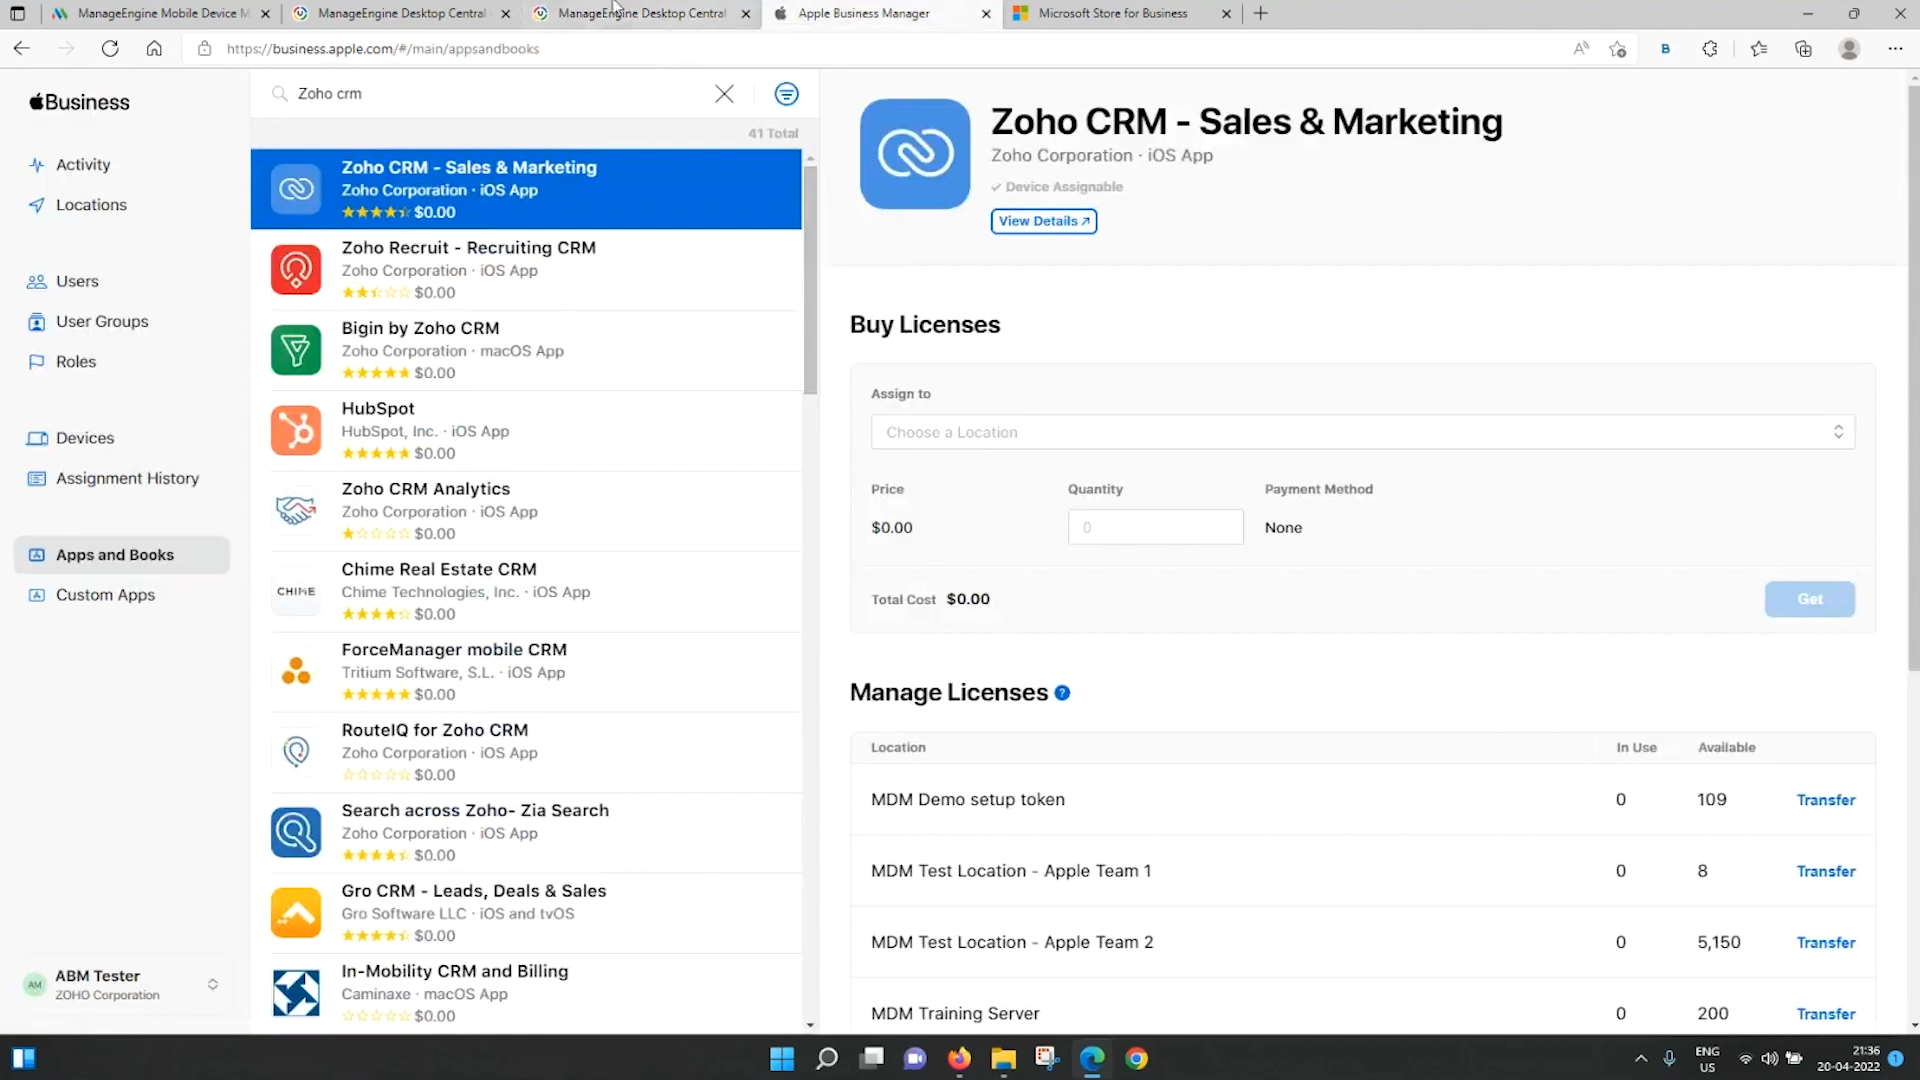 ManageEngine Mobile Device M
ManageEngine Desktop Central
ManageEngine Desktop Central
Apple Business Manager
Microsoft Store for Business
https://business.apple.com/#/main/appsandbooks
B
Business
Activity
Locations
Users
User Groups
Roles
Devices
Assignment History
Apps and Books
Custom Apps
AM
ABM Tester
ZOHO Corporation
Zoho crm
41 Total
Zoho CRM - Sales & Marketing
Zoho Corporation · iOS App
$0.00
Zoho Recruit - Recruiting CRM
Zoho Corporation · iOS App
$0.00
Bigin by Zoho CRM
Zoho Corporation · macOS App
$0.00
HubSpot
HubSpot, Inc. · iOS App
$0.00
Zoho CRM Analytics
Zoho Corporation · iOS App
$0.00
CHIME
Chime Real Estate CRM
Chime Technologies, Inc. · iOS App
$0.00
ForceManager mobile CRM
Tritium Software, S.L. · iOS App
$0.00
RouteIQ for Zoho CRM
Zoho Corporation · iOS App
$0.00
Search across Zoho- Zia Search
Zoho Corporation · iOS App
$0.00
Gro CRM - Leads, Deals & Sales
Gro Software LLC · iOS and tvOS
$0.00
In-Mobility CRM and Billing
Caminaxe · macOS App
$0.00
Zoho CRM - Sales & Marketing
Zoho Corporation · iOS App
Device Assignable
View Details
Buy Licenses
Assign to
Choose a Location
Price Quantity Payment Method
$0.00 0 None
Total Cost $0.00 Get
Manage Licenses ?
Location In Use Available
MDM Demo setup token 0 109 Transfer
MDM Test Location - Apple Team 1 0 8 Transfer
MDM Test Location - Apple Team 2 0 5,150 Transfer
MDM Training Server 0 200 Transfer
ENG
US
21:36
20-04-2022
1